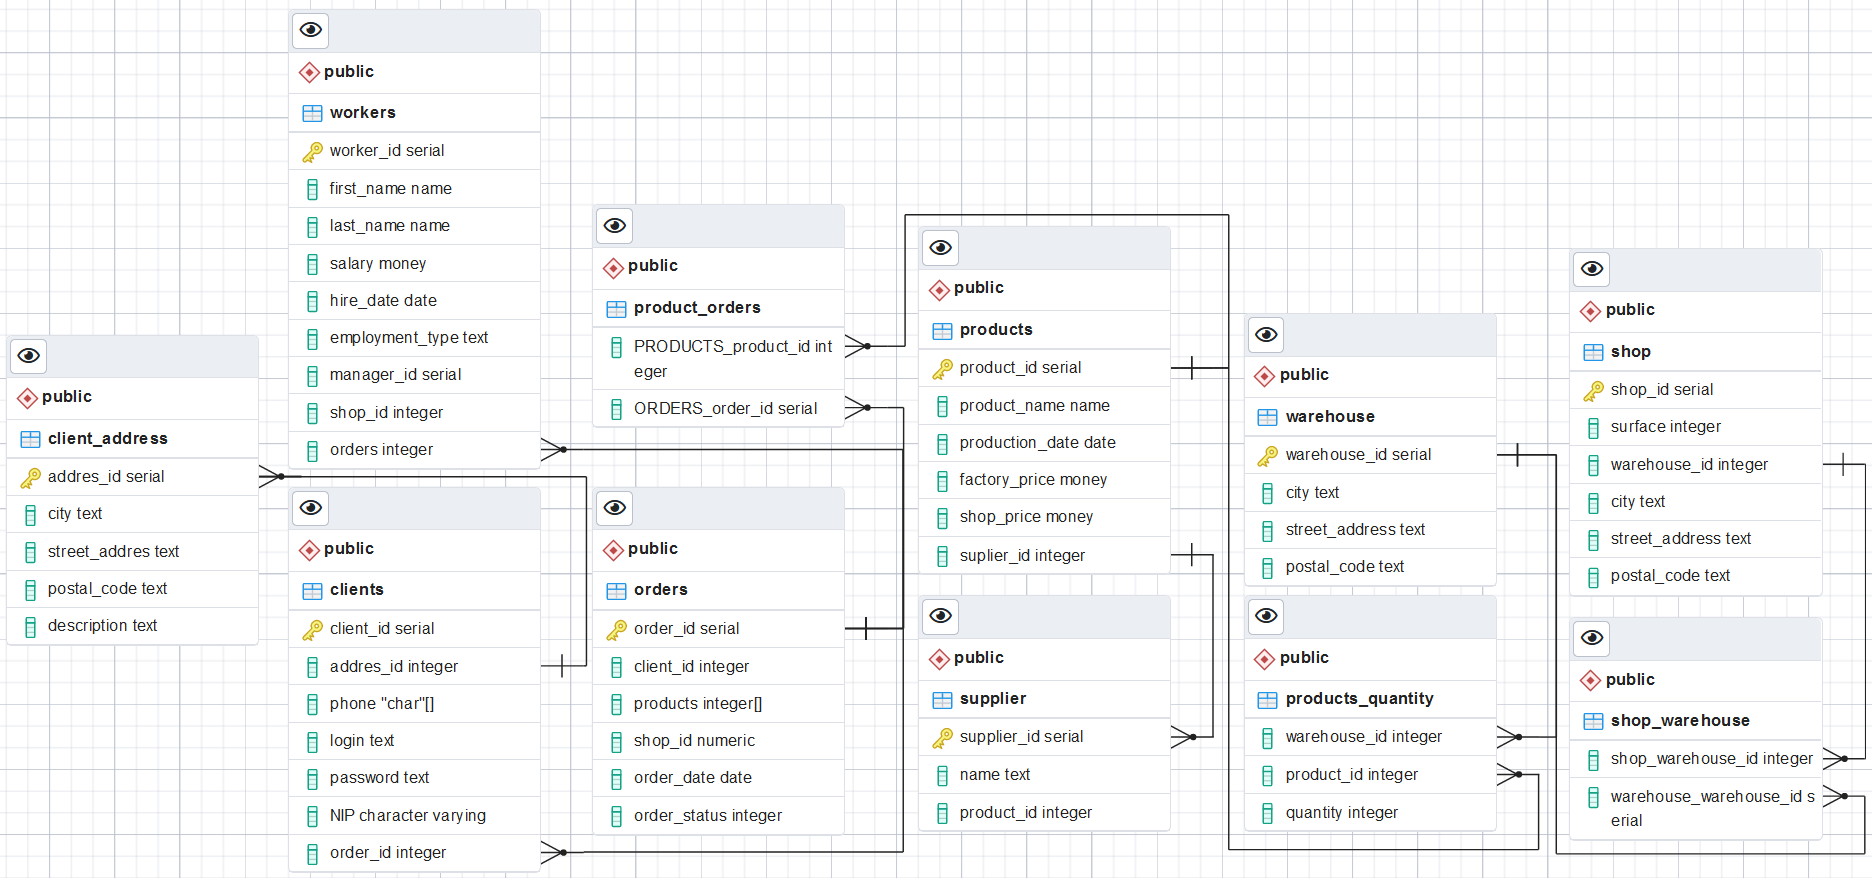 public
workers
worker_id serial
first_name name
last_name name
salary money
hire_date date
employment_type text
manager_id serial
shop_id integer
orders integer
public
client_address
addres_id serial
city text
street_addres text
postal_code text
description text
public
clients
client_id serial
addres_id integer
phone "char"[]
login text
password text
NIP character varying
order_id integer
public
product_orders
PRODUCTS_product_id int
eger
ORDERS_order_id serial
public
orders
order_id serial
client_id integer
products integer[]
shop_id numeric
order_date date
order_status integer
public
products
product_id serial
product_name name
production_date date
factory_price money
shop_price money
suplier_id integer
public
supplier
supplier_id serial
name text
product_id integer
public
warehouse
warehouse_id serial
city text
street_address text
postal_code text
public
products_quantity
warehouse_id integer
product_id integer
quantity integer
public
shop
shop_id serial
surface integer
warehouse_id integer
city text
street_address text
postal_code text
public
shop_warehouse
shop_warehouse_id integer
warehouse_warehouse_id s
erial